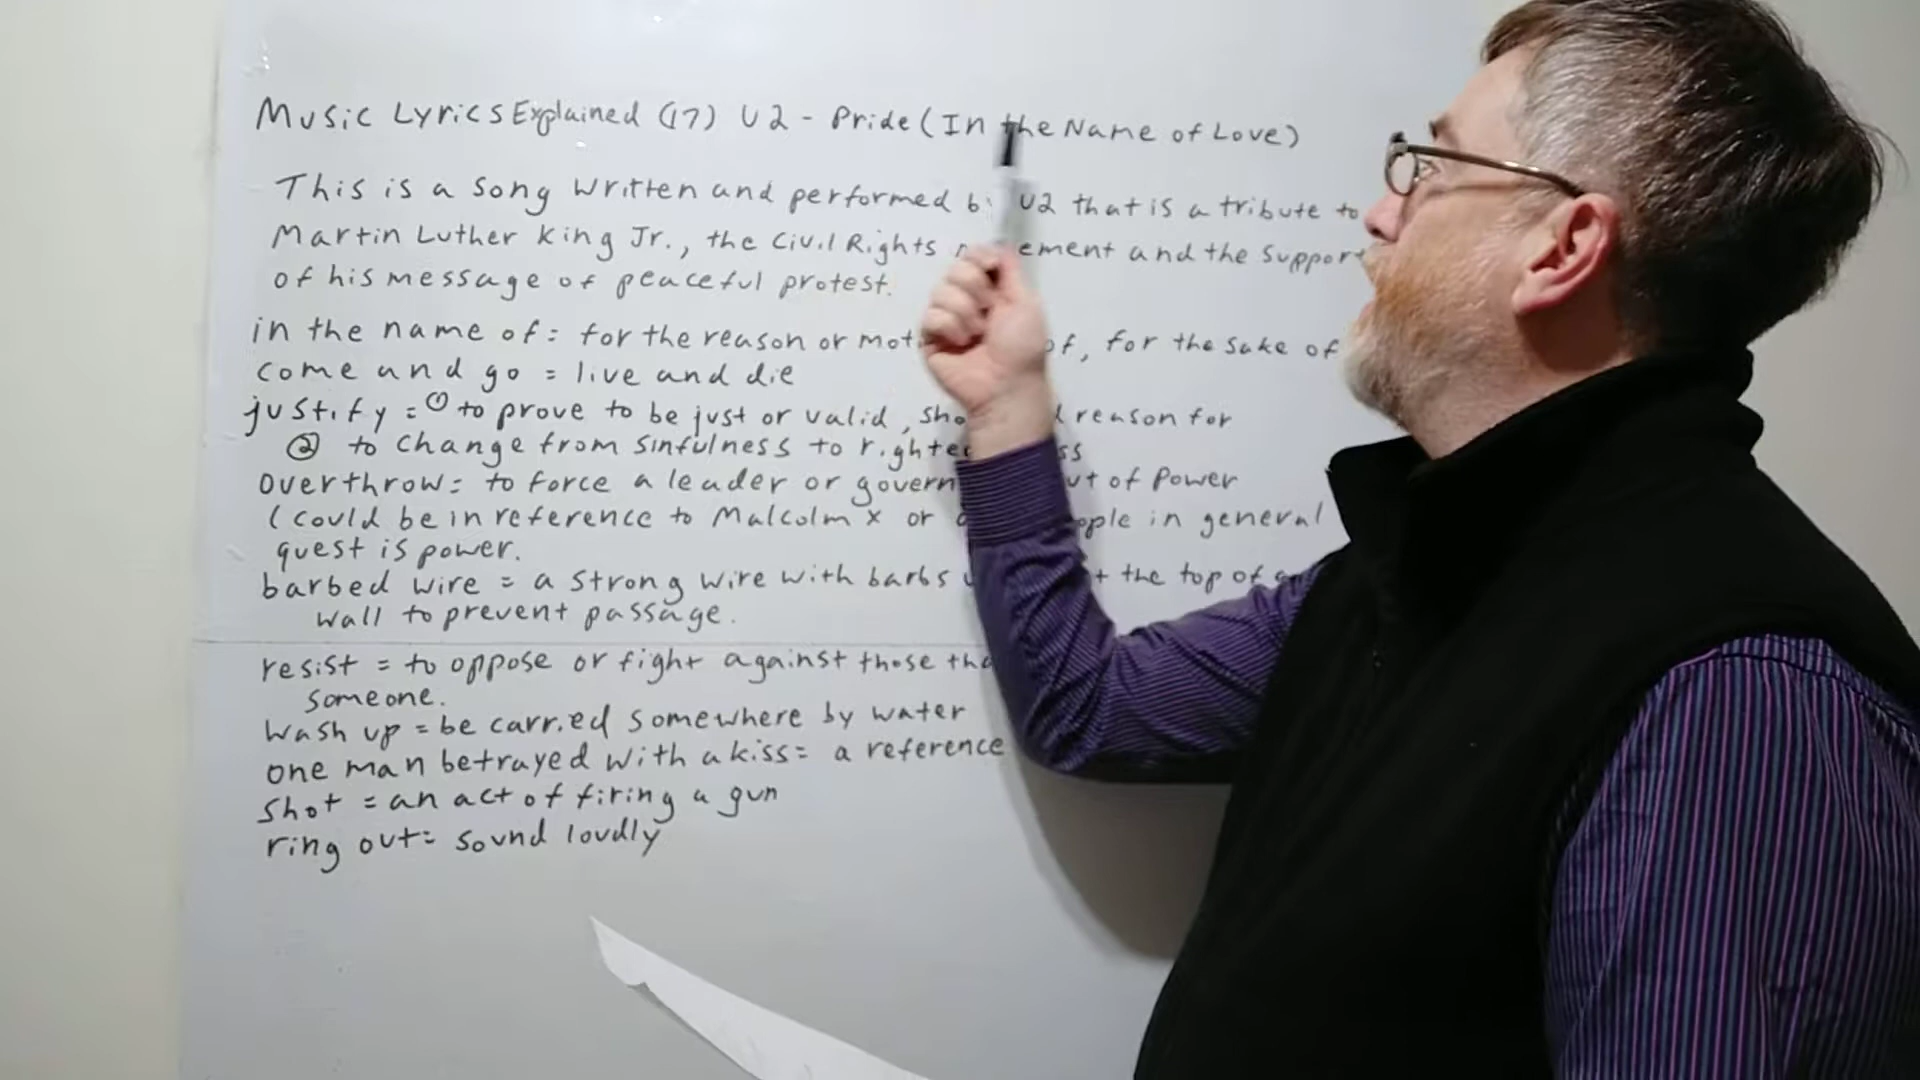 Music Lyrics Explained (17) U2 - Pride (In the Name of Love)
This is a song written and performed by U2 that is a tribute to
Martin Luther King Jr., the Civil Rights movement and the support
of his message of peaceful protest.
in the name of = for the reason or of, for the sake of
come and go = live and die
justify = ① to prove to be just or valid, reason for
② to change from sinfulness to righteousness
overthrow = to force a leader or government out of power
(could be in reference to Malcolm X or people in general
quest is power.
barbed wire = a strong wire with barbs the top of
wall to prevent passage.
resist = to oppose or fight against those
someone.
wash up = be carried somewhere by water
one man betrayed with a kiss = a reference
shot = an act of firing a gun
ring out = sound loudly